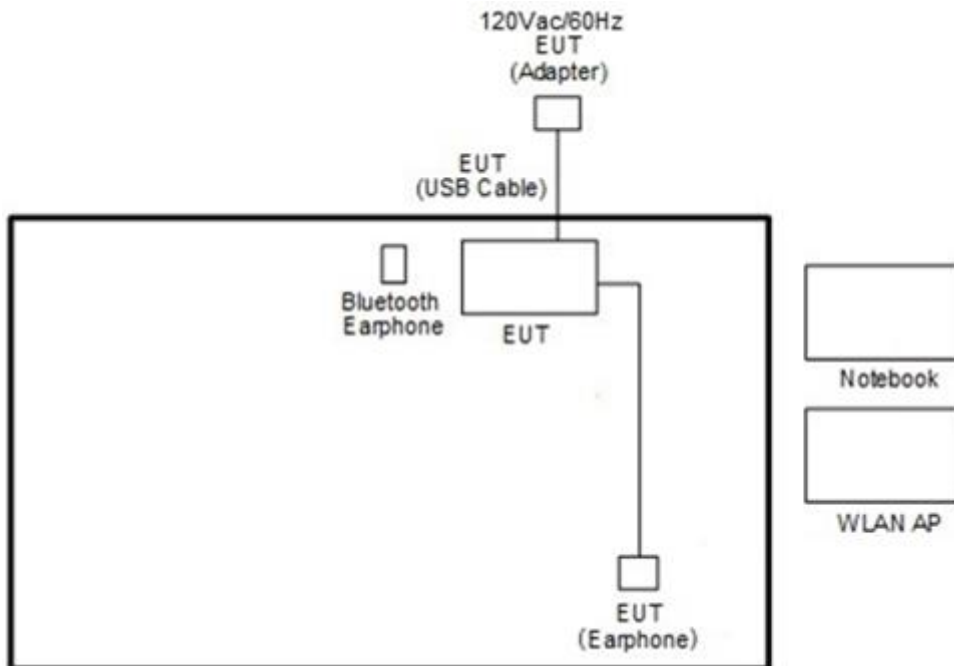 120Vac/60Hz
EUT
(Adapter)
EUT
(USB Cable)
Bluetooth
Earphone
EUT
Notebook
WLAN AP
EUT
(Earphone)